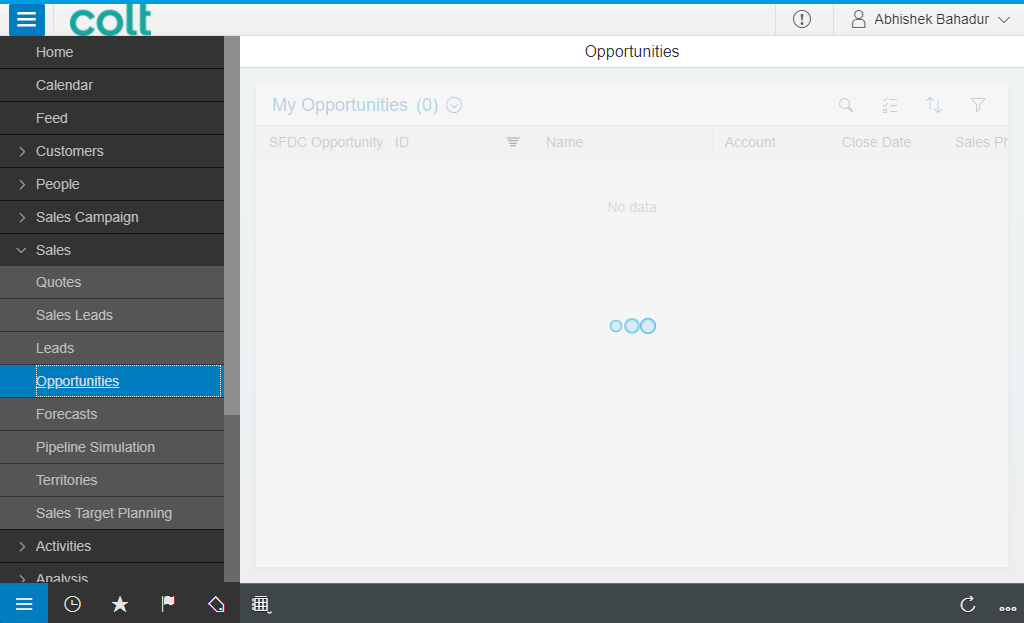 colt
Abhishek Bahadur
Opportunities
Home
Calendar
Feed
Customers
People
Sales Campaign
Sales
Quotes
Sales Leads
Leads
Opportunities
Forecasts
Pipeline Simulation
Territories
Sales Target Planning
Activities
Analysis
My Opportunities (0)
SFDC Opportunity ID Name Account Close Date Sales Ph
No data